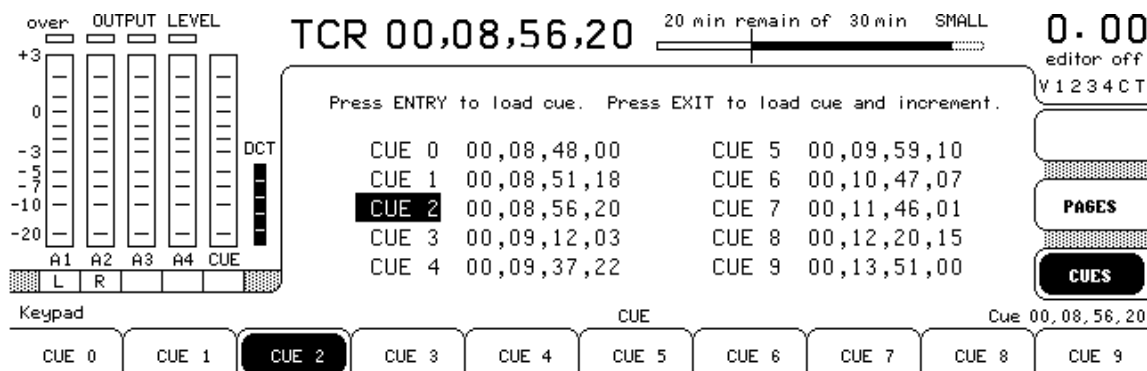 over OUTPUT LEVEL
TCR 00,08,56,20
20 min remain of 30 min SMALL
0.00
editor off
V 1 2 3 4 C T
+3
0
-3
-5
-7
-10
-20
DCT
A1 A2 A3 A4 CUE
L R
Press ENTRY to load cue. Press EXIT to load cue and increment.
CUE 0 00,08,48,00 CUE 5 00,09,59,10
CUE 1 00,08,51,18 CUE 6 00,10,47,07
CUE 2 00,08,56,20 CUE 7 00,11,46,01
CUE 3 00,09,12,03 CUE 8 00,12,20,15
CUE 4 00,09,37,22 CUE 9 00,13,51,00
PAGES
CUES
Keypad CUE Cue 00,08,56,20
CUE 0 CUE 1 CUE 2 CUE 3 CUE 4 CUE 5 CUE 6 CUE 7 CUE 8 CUE 9